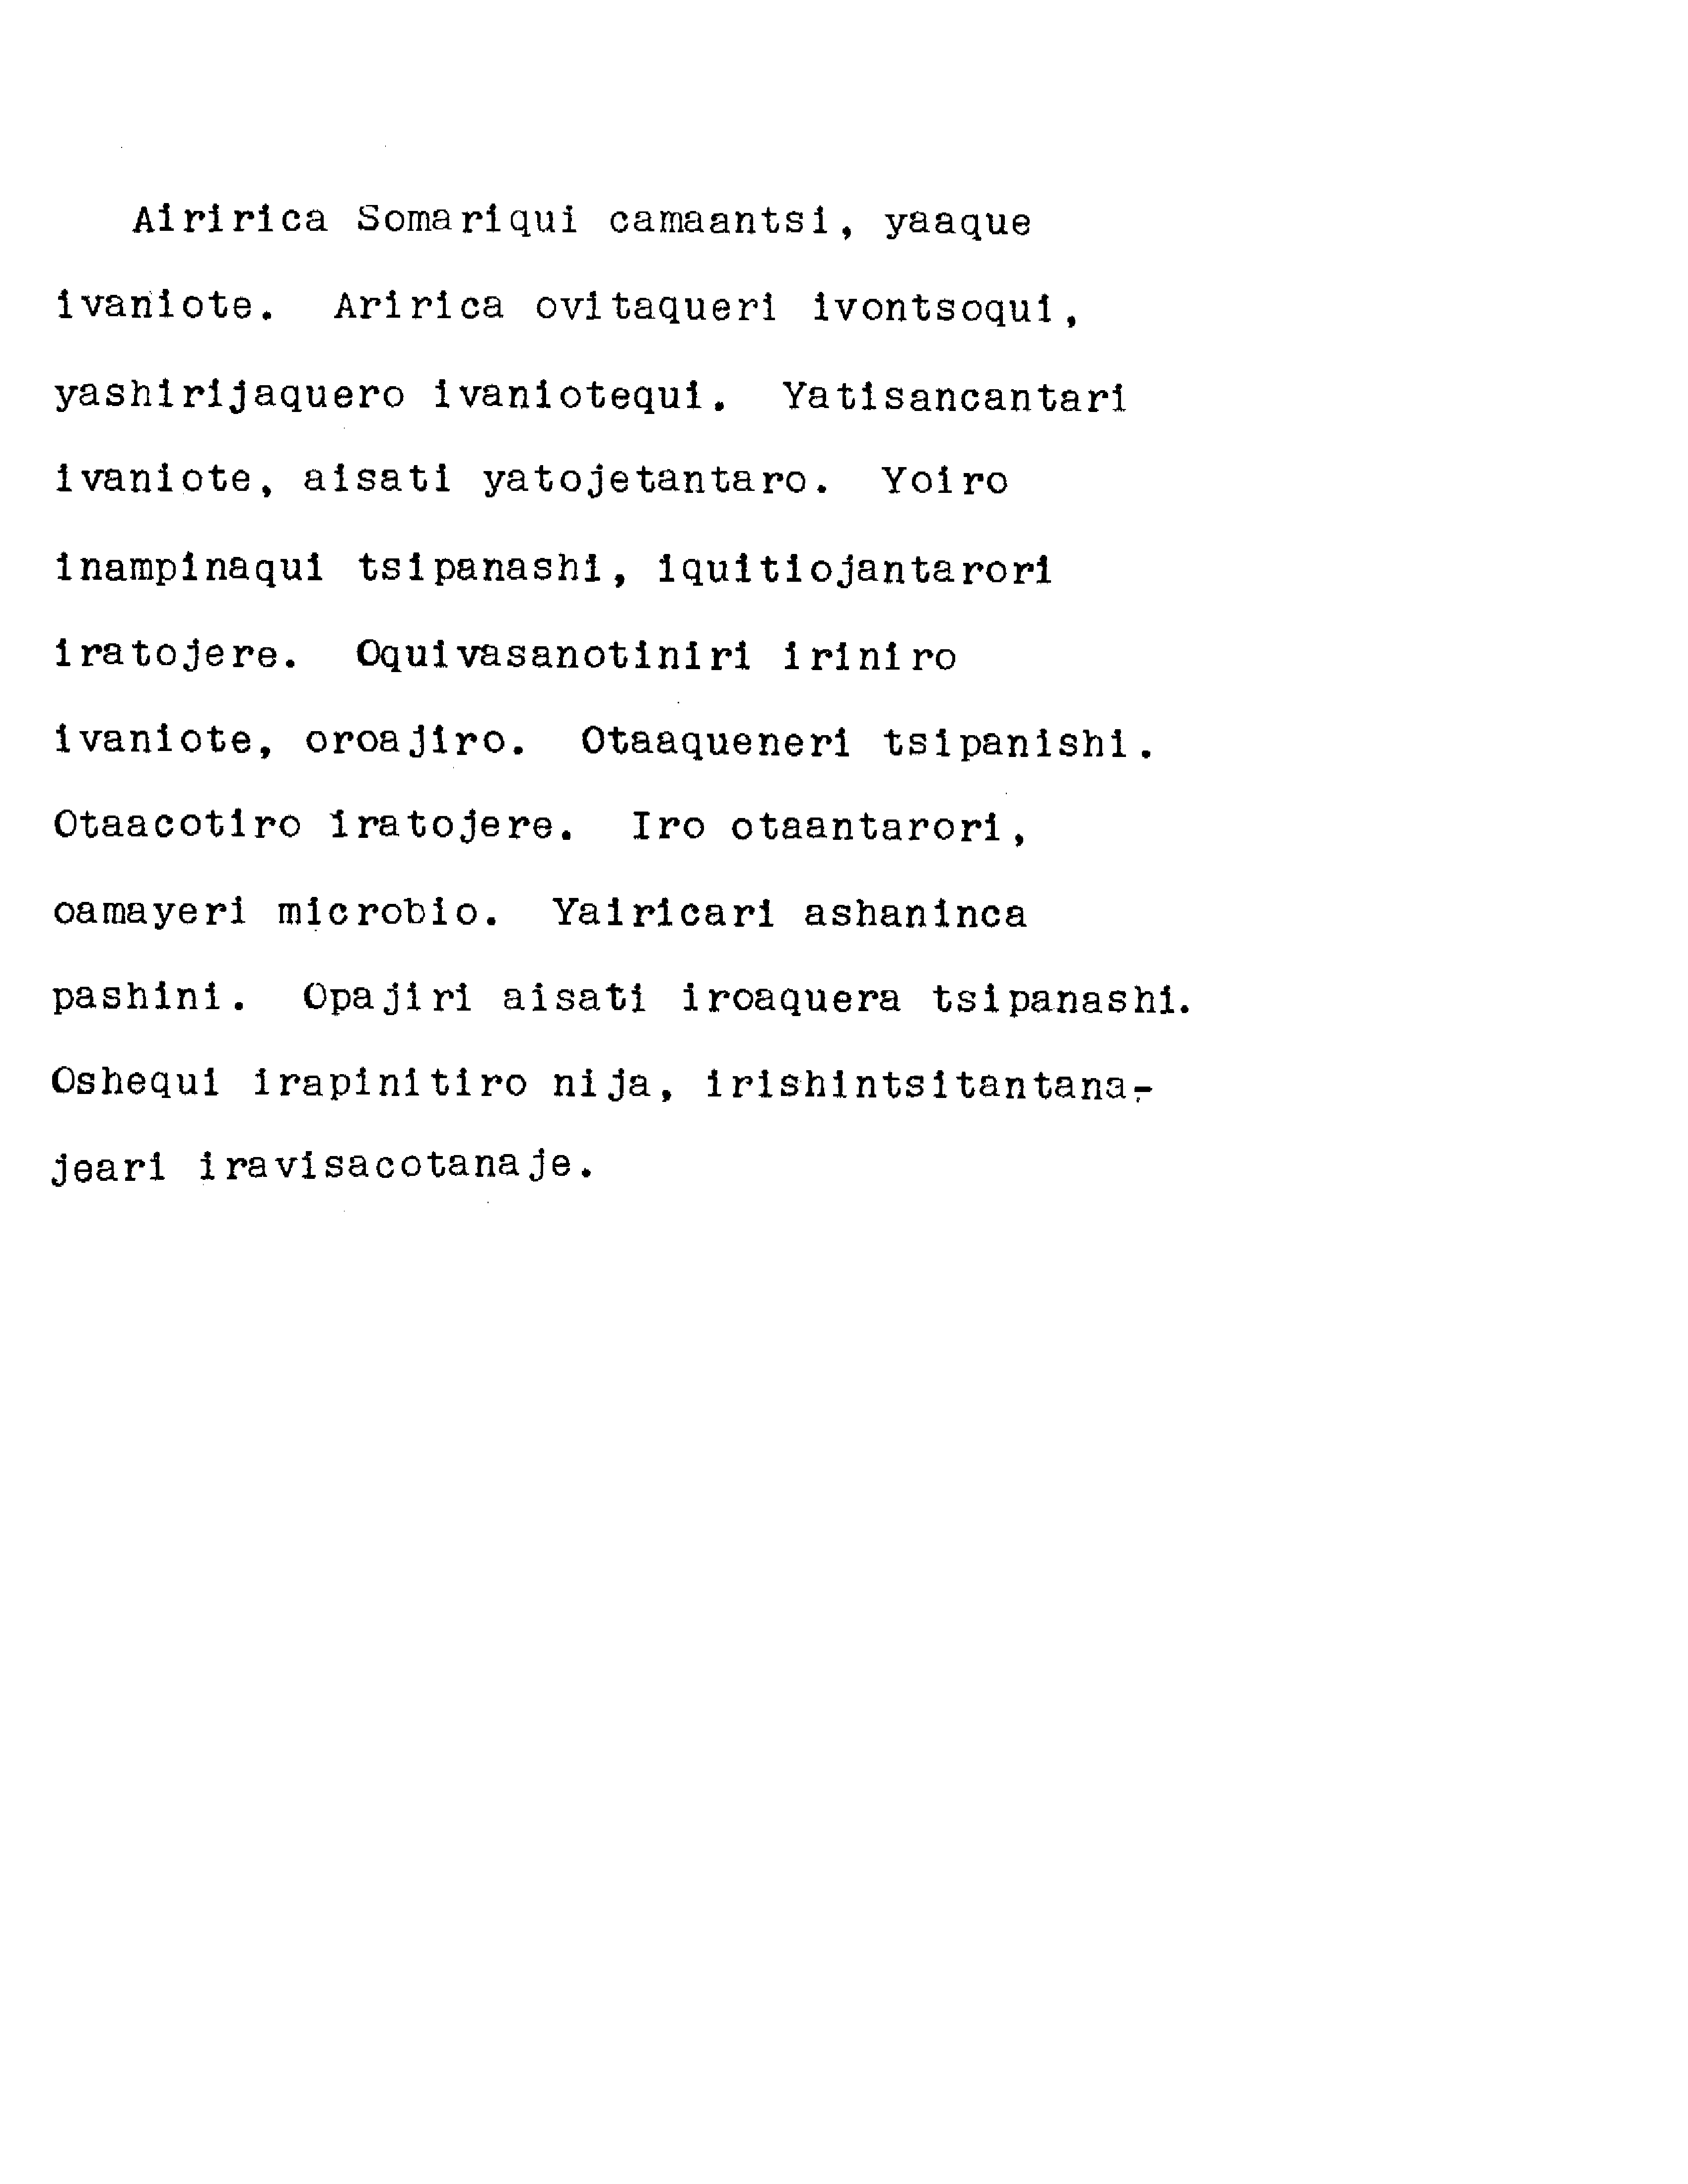 Airirica Somariqui camaantsi, yaaque
ivaniote. Aririca ovitaqueri ivontsoqui,
yashirijaquero ivaniotequi. Yatisancantari
ivaniote, aisati yatojetantaro. Yoiro
inampinaqui tsipanashi, iquitiojantarori
iratojere. Oquivasanotiniri iriniro
ivaniote, oroajiro. Otaaqueneri tsipanishi.
Otaacotiro iratojere. Iro otaantarori,
oamayeri microbio. Yairicari ashaninca
pashini. Opajiri aisati iroaquera tsipanashi.
Oshequi irapinitiro nija, irishintsitantana-
jeari iravisacotanaje.